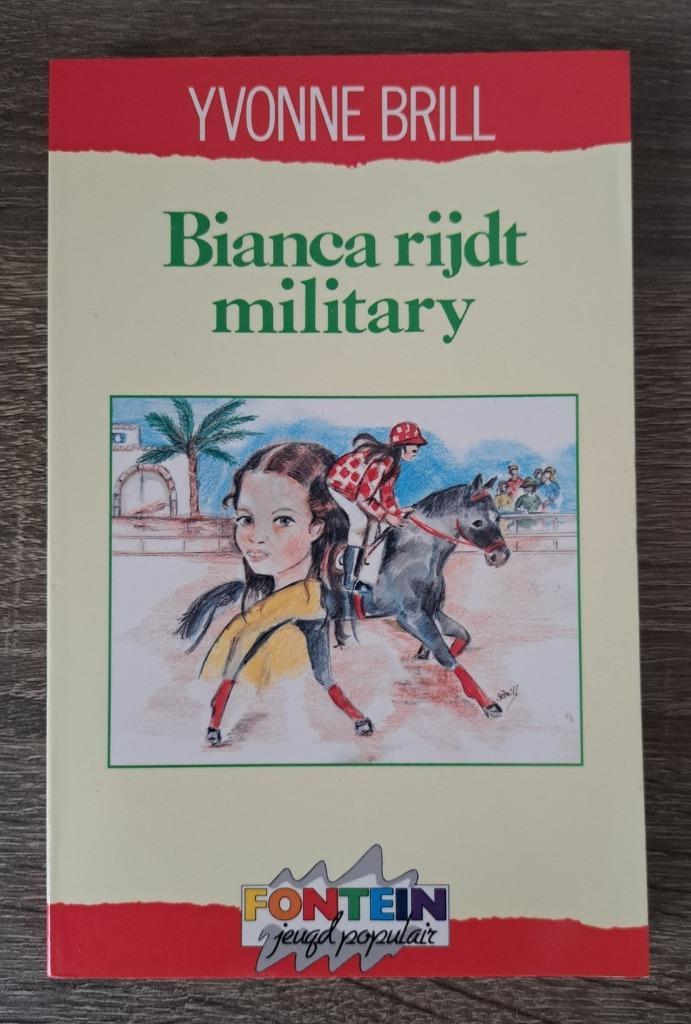 YVONNE BRILL
Bianca rijdt
military
FONTEIN
jeugd populair